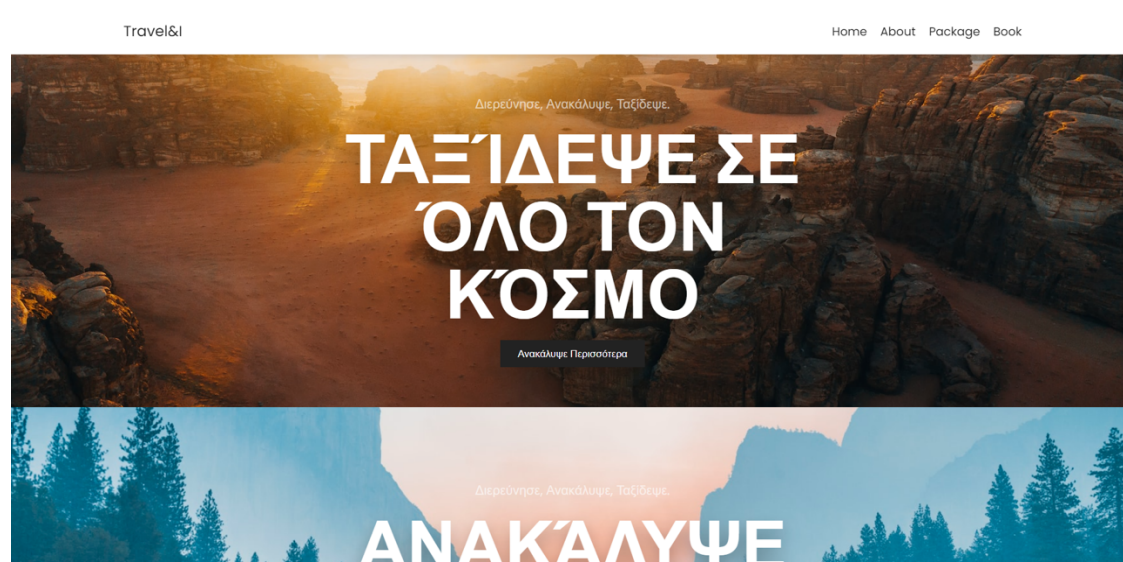 Travel&I
Home About Package Book
Διερεύνησε, Ανακάλυψε, Ταξίδεψε.
ΤΑΞΊΔΕΨΕ ΣΕ
ΌΛΟ ΤΟΝ
ΚΌΣΜΟ
Ανακάλυψε Περισσότερα
Διερεύνησε, Ανακάλυψε, Ταξίδεψε.
ΑΝΑΚΆΛΥΨΕ